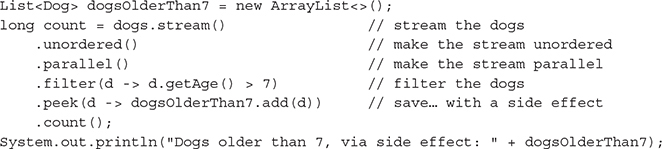 List<Dog> dogsOlderThan7 = new ArrayList<>();
long count = dogs.stream() // stream the dogs
.unordered() // make the stream unordered
.parallel() // make the stream parallel
.filter(d -> d.getAge() > 7) // filter the dogs
.peek(d -> dogsOlderThan7.add(d)) // save… with a side effect
.count();
System.out.println("Dogs older than 7, via side effect: " + dogsOlderThan7);